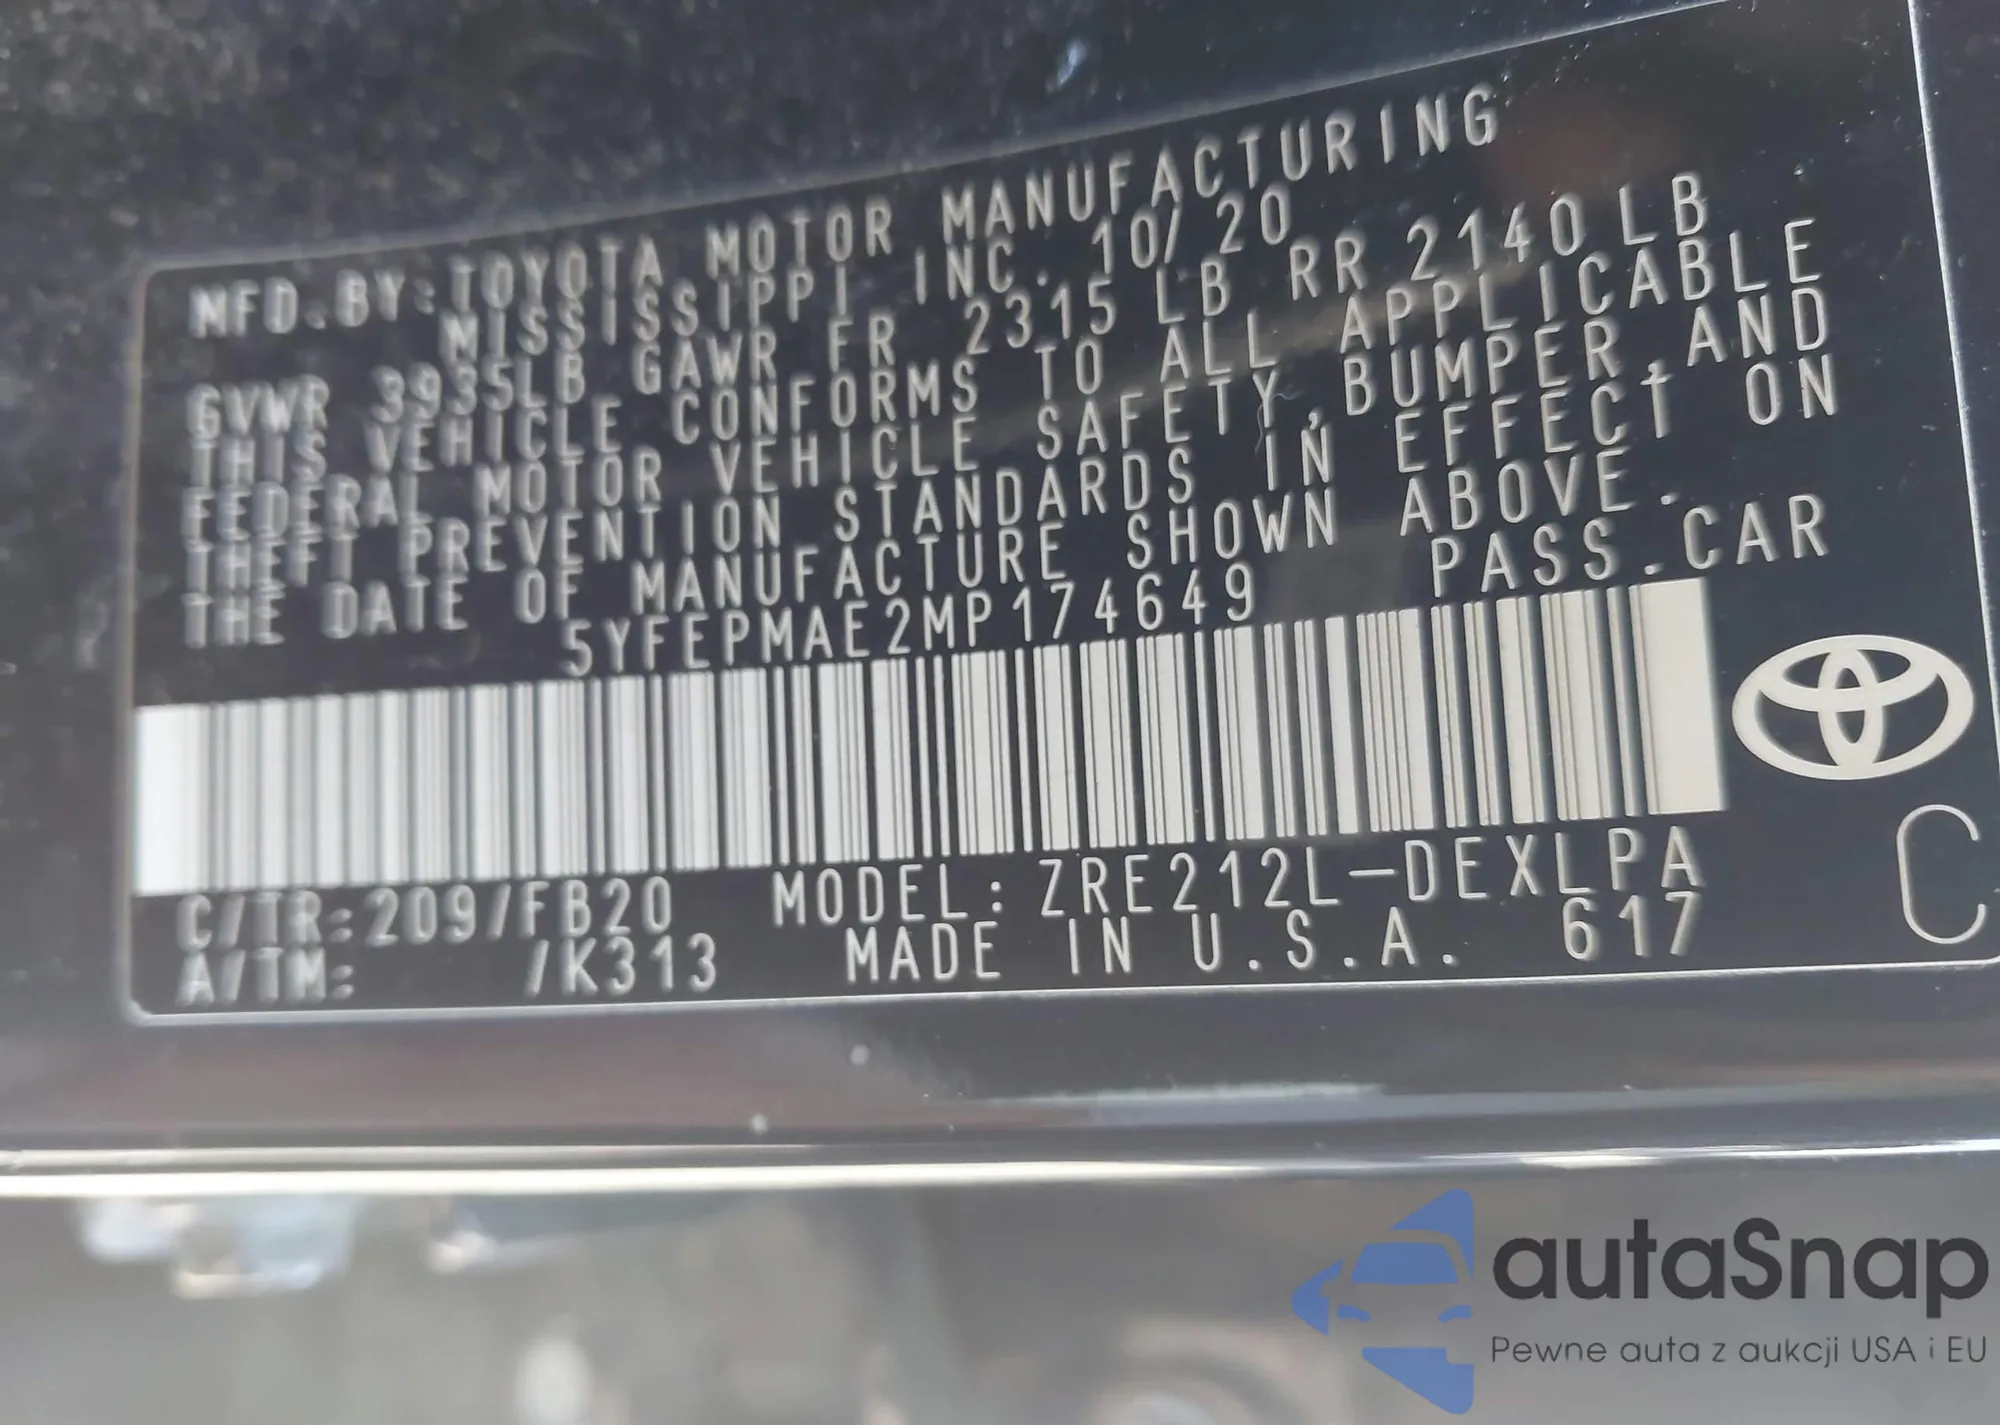 MFD.BY:TOYOTA MOTOR MANUFACTURING
MISSISSIPPI INC. 10/20
GVWR 3935LB GAWR FR 2315 LB RR 2140LB
THIS VEHICLE CONFORMS TO ALL APPLICABLE
FEDERAL MOTOR VEHICLE SAFETY,BUMPER,AND
THEFT PREVENTION STANDARDS IN EFFECT ON
THE DATE OF MANUFACTURE SHOWN ABOVE.
5YFEPMAE2MP174649 PASS.CAR
C/TR:209/FB20 MODEL:ZRE212L-DEXLPA
A/TM: /K313 MADE IN U.S.A. 617
C
autaSnap
Pewne auta z aukcji USA i EU